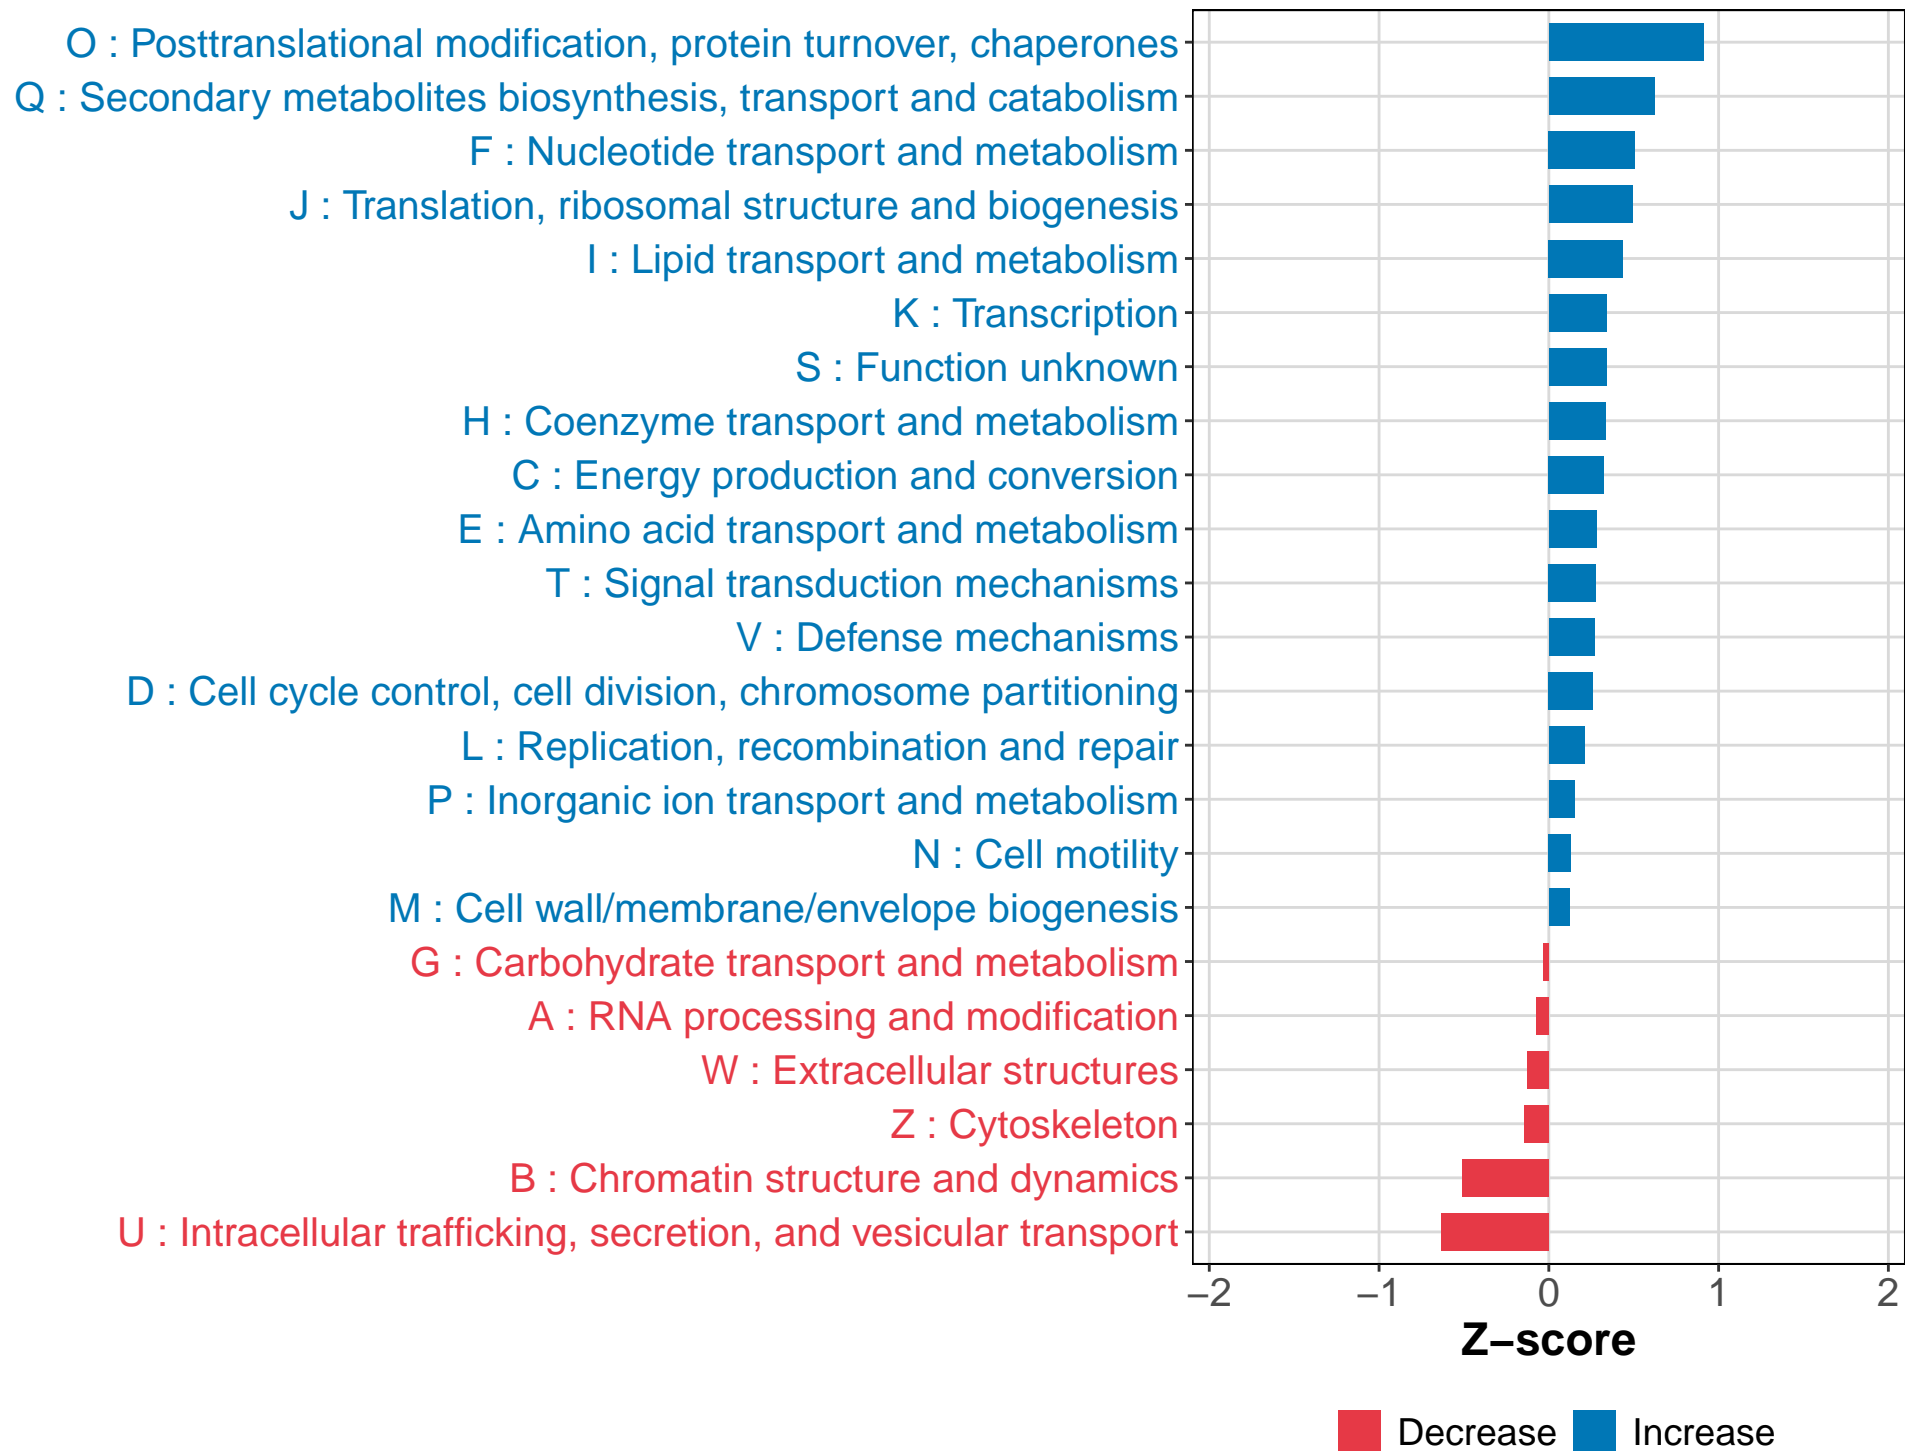 O : Posttranslational modification, protein turnover, chaperones
Q : Secondary metabolites biosynthesis, transport and catabolism
F : Nucleotide transport and metabolism
J : Translation, ribosomal structure and biogenesis
I : Lipid transport and metabolism
K : Transcription
S : Function unknown
H : Coenzyme transport and metabolism
C : Energy production and conversion
E : Amino acid transport and metabolism
T : Signal transduction mechanisms
V : Defense mechanisms
D : Cell cycle control, cell division, chromosome partitioning
L : Replication, recombination and repair
P : Inorganic ion transport and metabolism
N : Cell motility
M : Cell wall/membrane/envelope biogenesis
G : Carbohydrate transport and metabolism
A : RNA processing and modification
W : Extracellular structures
Z : Cytoskeleton
B : Chromatin structure and dynamics
U : Intracellular trafficking, secretion, and vesicular transport
−2 −1 0 1 2
Z−score
Decrease Increase